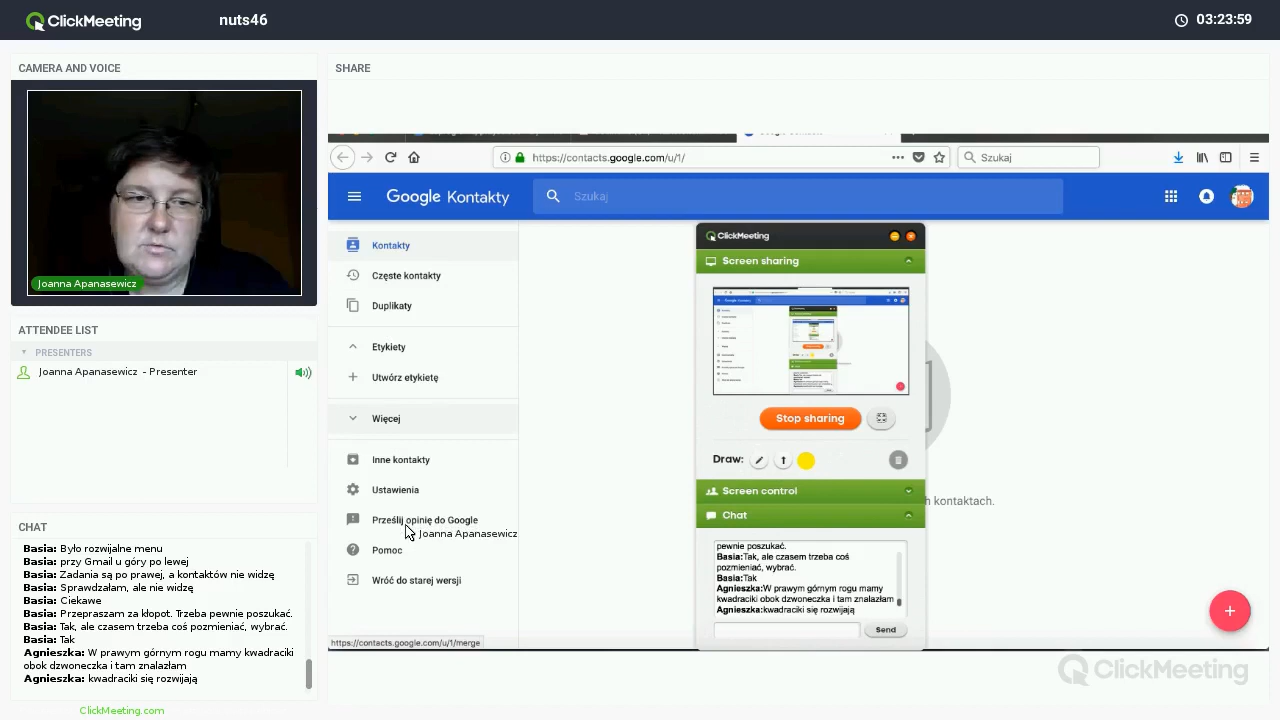 ClickMeeting
nuts46
03:23:59
CAMERA AND VOICE
Joanna Apanasewicz
ATTENDEE LIST
PRESENTERS
Joanna Apanasewicz - Presenter
CHAT
Basia: Było rozwijalne menu
Basia: przy Gmail u góry po lewej
Basia: Zadania są po prawej, a kontaktów nie widzę
Basia: Sprawdzałam, ale nie widzę
Basia: Ciekawe
Basia: Przepraszam za kłopot. Trzeba pewnie poszukać.
Basia: Tak, ale czasem trzeba coś pozmieniać, wybrać.
Basia: Tak
Agnieszka: W prawym górnym rogu mamy kwadraciki
obok dzwoneczka i tam znalazłam
Agnieszka: kwadraciki się rozwijają
ClickMeeting.com
SHARE
https://contacts.google.com/u/1/
Szukaj
Google Kontakty
Szukaj
Kontakty
Częste kontakty
Duplikaty
Etykiety
Utwórz etykietę
Więcej
Inne kontakty
Ustawienia
Prześlij opinię do Google
Joanna Apanasewicz
Pomoc
Wróć do starej wersji
https://contacts.google.com/u/1/merge
ClickMeeting
Screen sharing
Stop sharing
Draw:
Screen control
Chat
pewnie poszukać.
Basia:Tak, ale czasem trzeba coś
pozmieniać, wybrać.
Basia:Tak
Agnieszka:W prawym górnym rogu mamy
kwadraciki obok dzwoneczka i tam znalazłam
Agnieszka:kwadraciki się rozwijają
Send
h kontaktach.
ClickMeeting